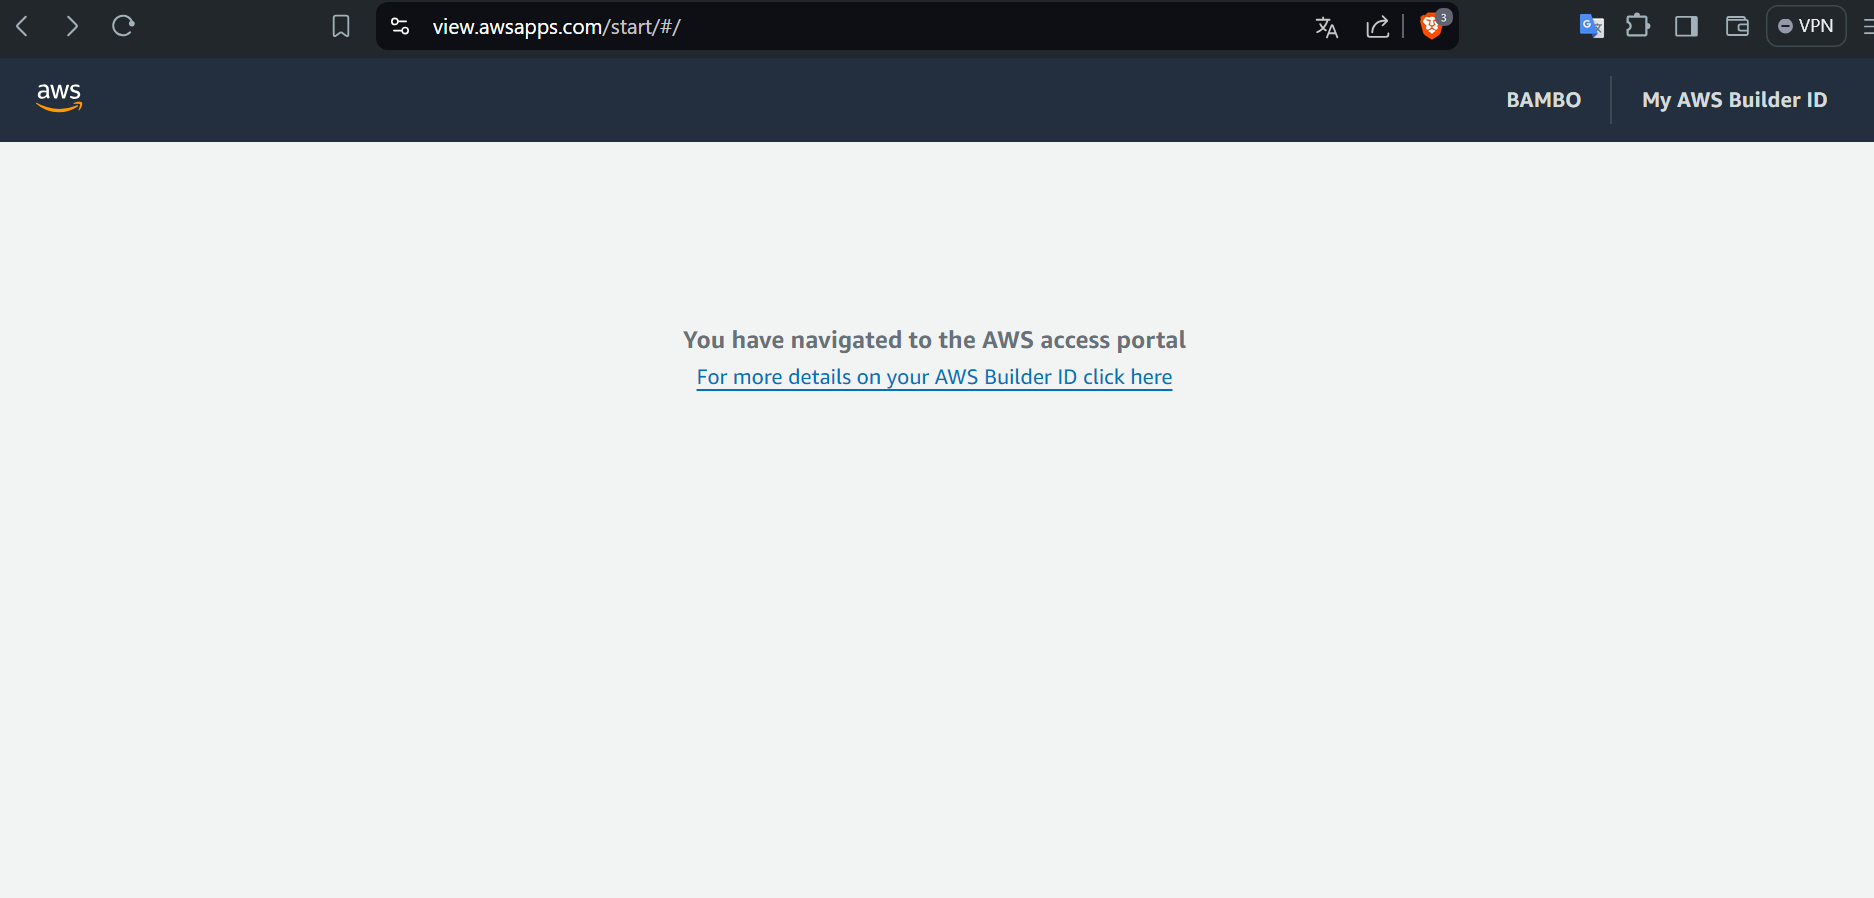 view.awsapps.com/start/#/
3
VPN
aws
BAMBO
My AWS Builder ID
You have navigated to the AWS access portal
For more details on your AWS Builder ID click here